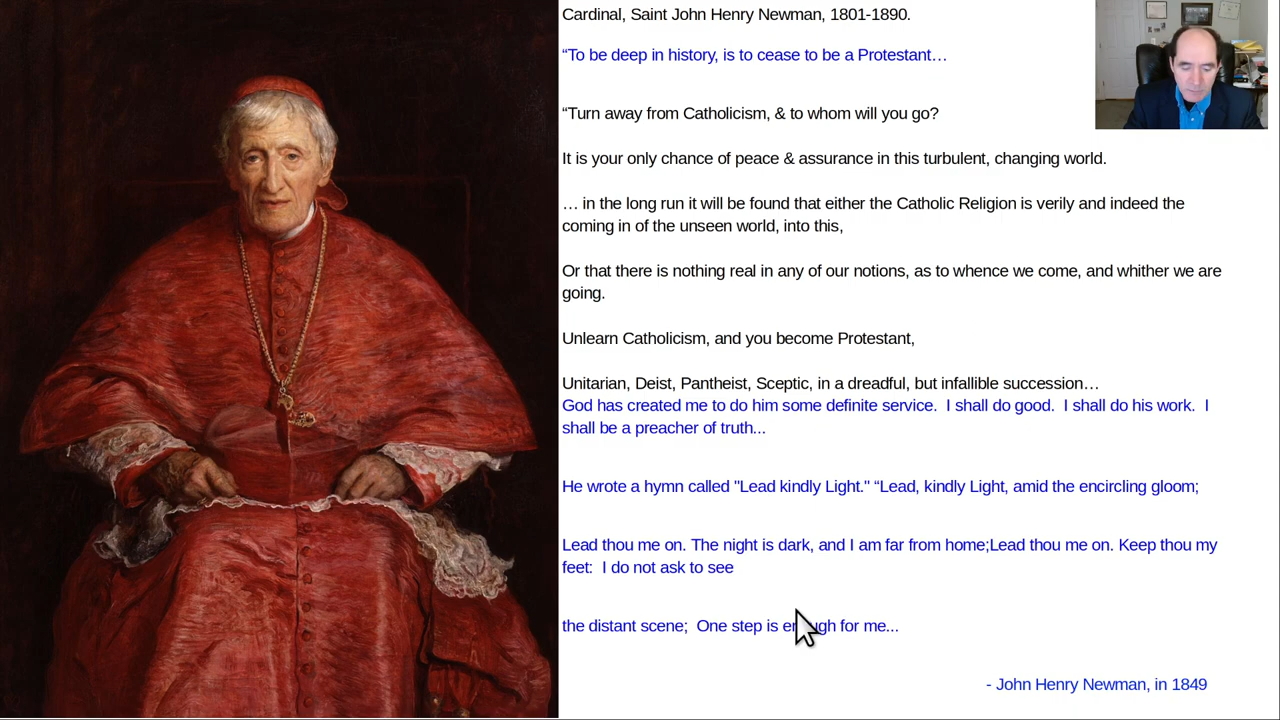 Cardinal, Saint John Henry Newman, 1801-1890.
“To be deep in history, is to cease to be a Protestant…
“Turn away from Catholicism, & to whom will you go?
It is your only chance of peace & assurance in this turbulent, changing world.
… in the long run it will be found that either the Catholic Religion is verily and indeed the
coming in of the unseen world, into this,
Or that there is nothing real in any of our notions, as to whence we come, and whither we are
going.
Unlearn Catholicism, and you become Protestant,
Unitarian, Deist, Pantheist, Sceptic, in a dreadful, but infallible succession…
God has created me to do him some definite service.  I shall do good.  I shall do his work.  I
shall be a preacher of truth...
He wrote a hymn called "Lead kindly Light." “Lead, kindly Light, amid the encircling gloom;
Lead thou me on. The night is dark, and I am far from home;Lead thou me on. Keep thou my
feet:  I do not ask to see
the distant scene;  One step is enough for me...
- John Henry Newman, in 1849